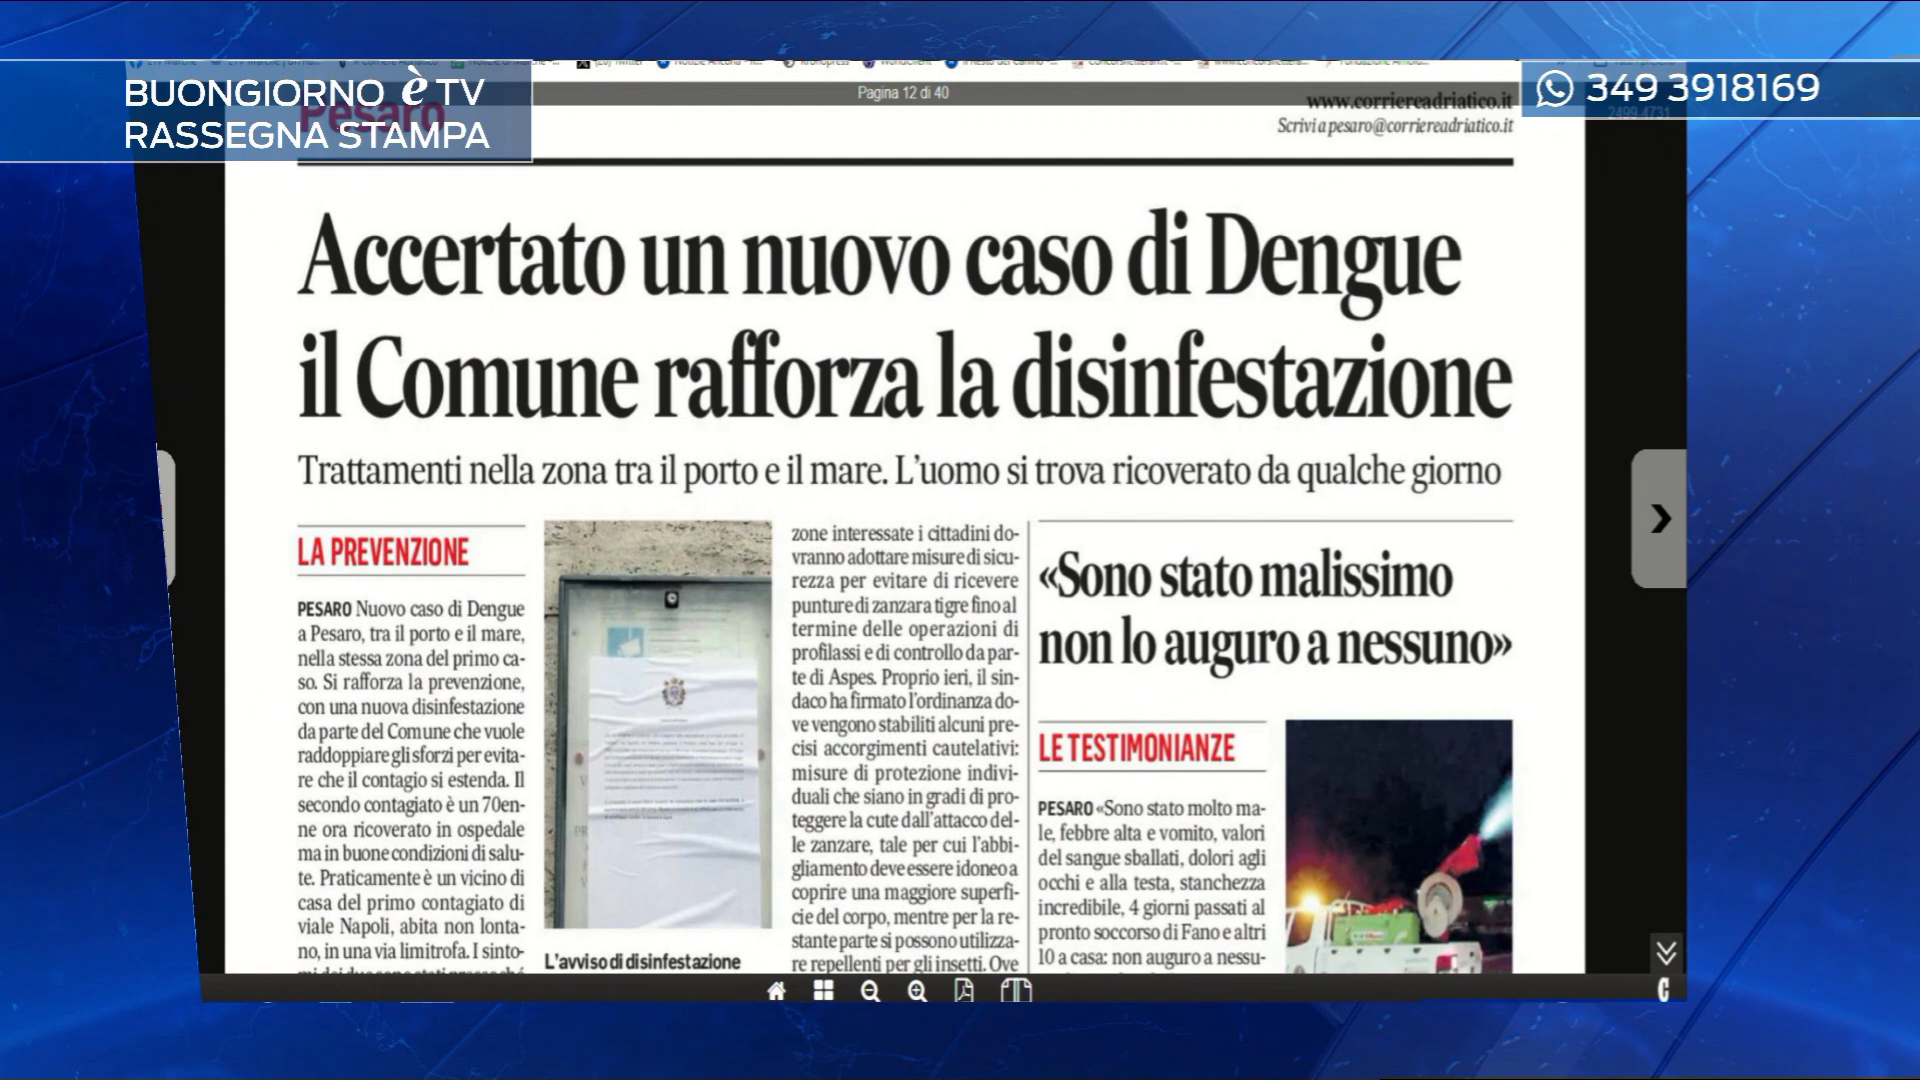 BUONGIORNO è TV
RASSEGNA STAMPA
349 3918169
Pagina 12 di 40
Pesaro
www.corriereadriatico.it
Scrivi a pesaro@corriereadriatico.it
Accertato un nuovo caso di Dengue
il Comune rafforza la disinfestazione
Trattamenti nella zona tra il porto e il mare. L'uomo si trova ricoverato da qualche giorno
LA PREVENZIONE
PESARO Nuovo caso di Dengue
a Pesaro, tra il porto e il mare,
nella stessa zona del primo ca-
so. Si rafforza la prevenzione,
con una nuova disinfestazione
da parte del Comune che vuole
raddoppiare gli sforzi per evita-
re che il contagio si estenda. Il
secondo contagiato è un 70en-
ne ora ricoverato in ospedale
ma in buone condizioni di salu-
te. Praticamente è un vicino di
casa del primo contagiato di
viale Napoli, abita non lonta-
no, in una via limitrofa. I sinto-
L'avviso di disinfestazione
zone interessate i cittadini do-
vranno adottare misure di sicu-
rezza per evitare di ricevere
punture di zanzara tigre fino al
termine delle operazioni di
profilassi e di controllo da par-
te di Aspes. Proprio ieri, il sin-
daco ha firmato l'ordinanza do-
ve vengono stabiliti alcuni pre-
cisi accorgimenti cautelativi:
misure di protezione indivi-
duali che siano in gradi di pro-
teggere la cute dall'attacco del-
le zanzare, tale per cui l'abbi-
gliamento deve essere idoneo a
coprire una maggiore superfi-
cie del corpo, mentre per la re-
stante parte si possono utilizza-
re repellenti per gli insetti. Ove
«Sono stato malissimo
non lo auguro a nessuno»
LE TESTIMONIANZE
PESARO «Sono stato molto ma-
le, febbre alta e vomito, valori
del sangue sballati, dolori agli
occhi e alla testa, stanchezza
incredibile, 4 giorni passati al
pronto soccorso di Fano e altri
10 a casa: non auguro a nessu-